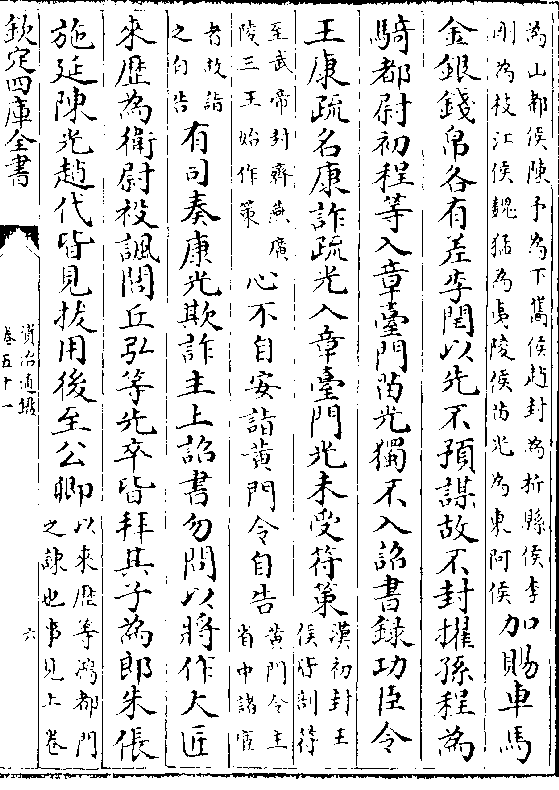 為山都侯陳予為下雋侯趙封為析縣侯李
剛為枝江侯魏猛為夷陵侯苗光為東阿侯
加賜車馬
金銀錢帛各有差李閏以先不預謀故不封擢孫程為
騎都尉初程等入章臺門苗光獨不入詔書録功臣令
王康疏名康詐疏光入章臺門光未受符策
漢初封王
侯侍剖符
至武帝封齊燕廣
陵三王始作策
心不自安詣黄門令自告
黄門令主
省中諸宦
者故詣
之自告
有司奏康光欺詐主上詔書勿問以將作大匠
來歴為衛尉祋諷閭丘弘等先卒皆拜其子為郎朱倀
施延陳光趙代皆見拔用後至公卿
以來歴等鴻都門
之諫也事見上卷
欽定四庫全書
資治通鑑
卷五十一
六